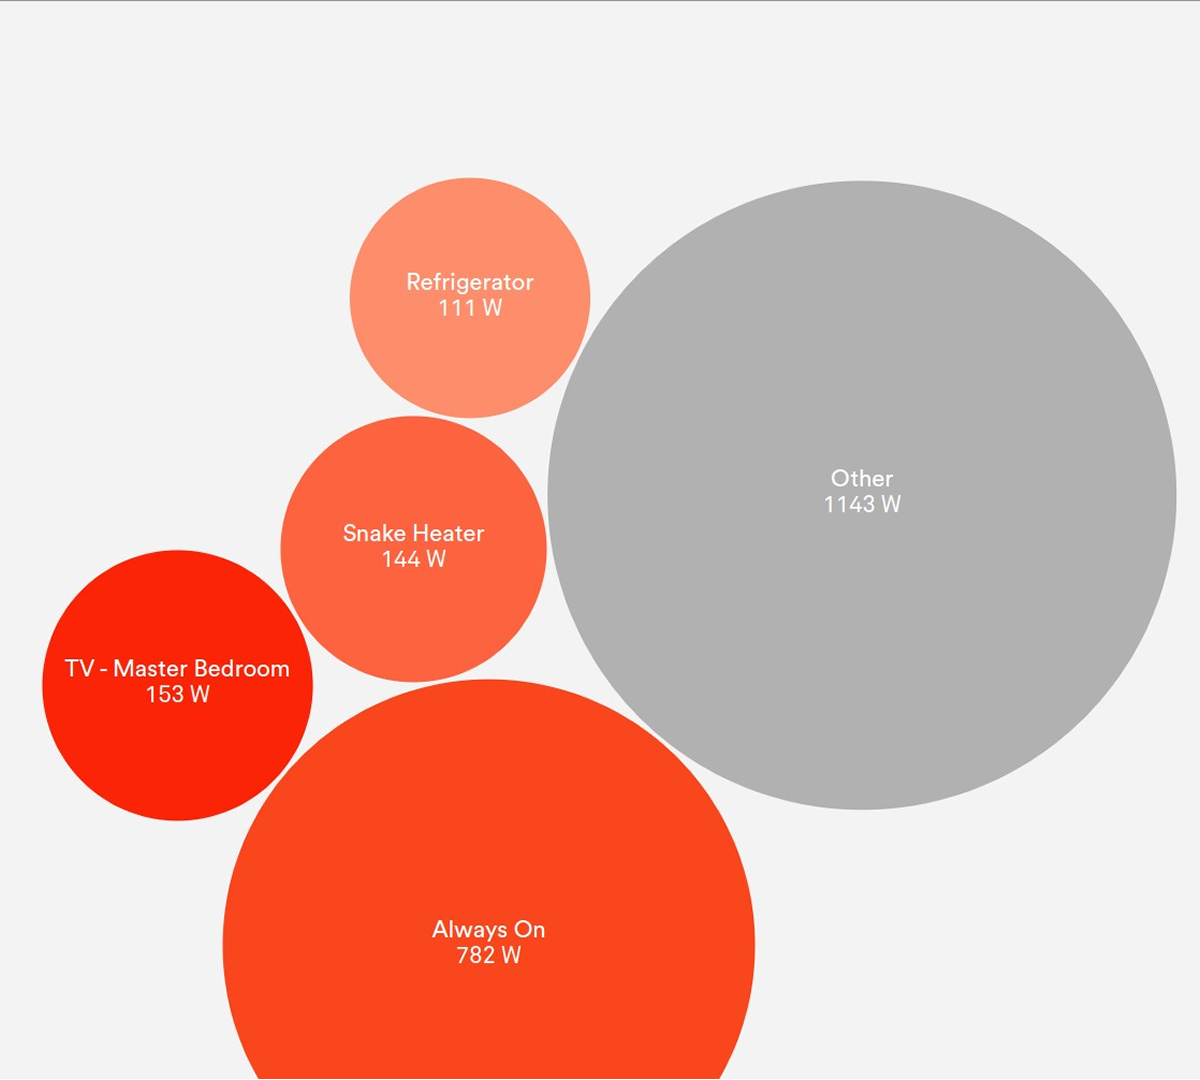 Refrigerator
111 W
Other
1143 W
Snake Heater
144 W
TV - Master Bedroom
153 W
Always On
782 W